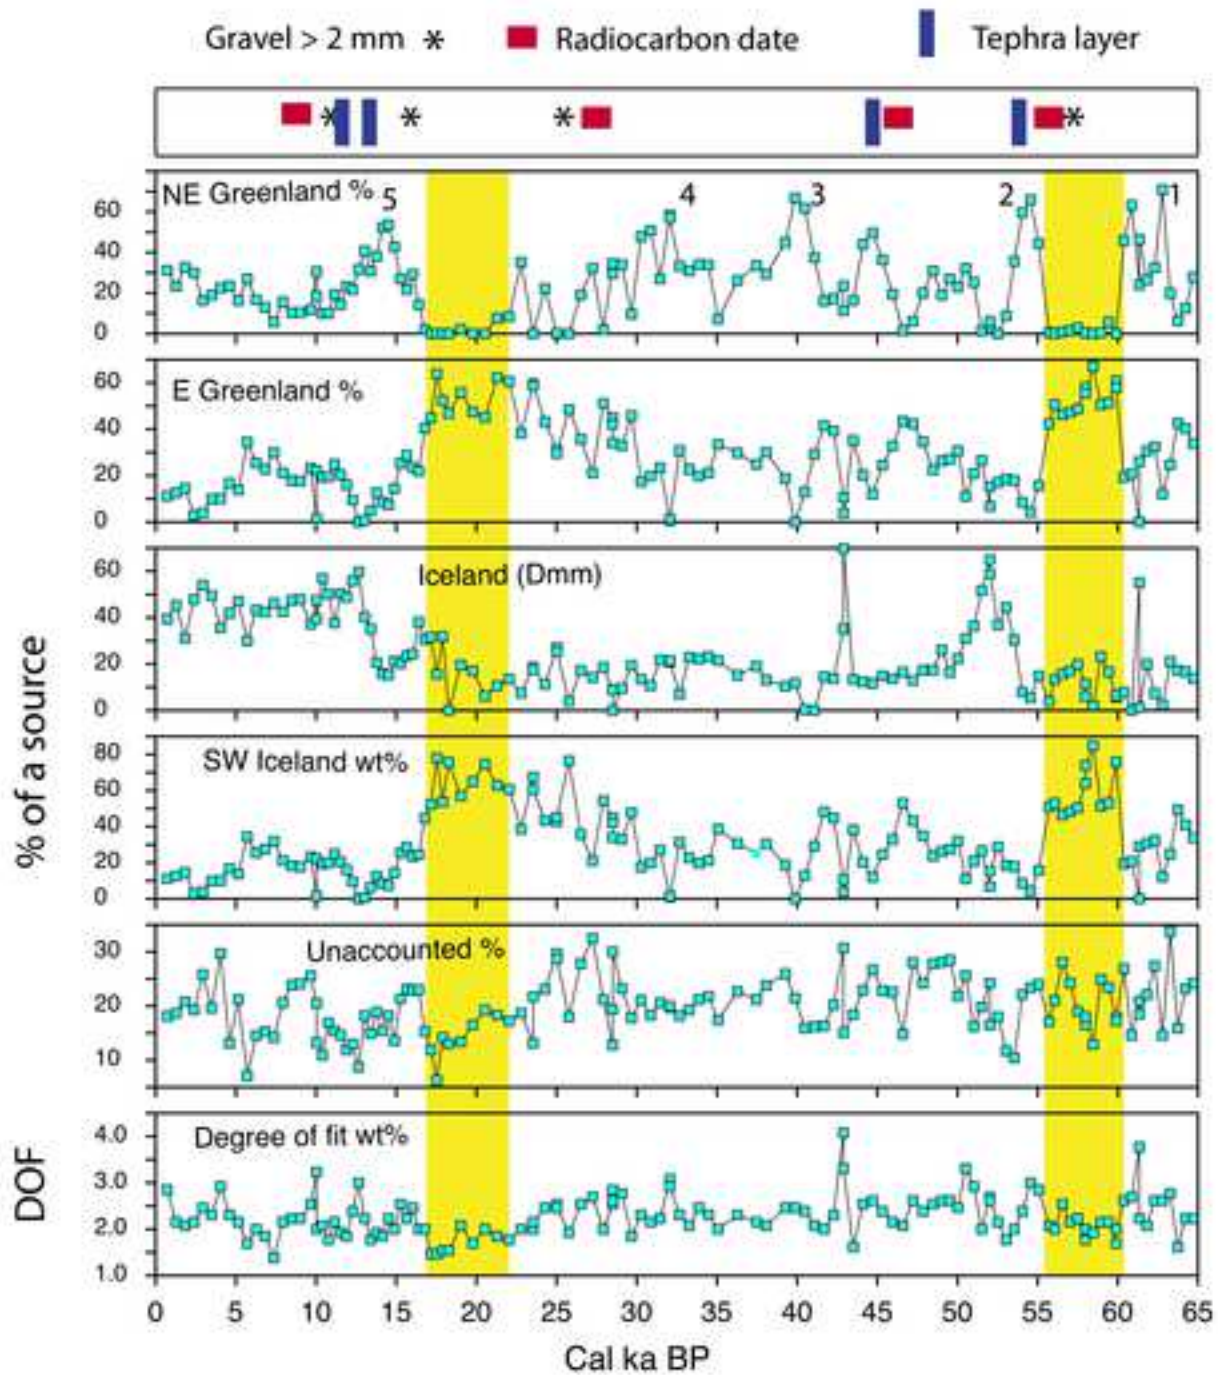 Gravel > 2 mm * Radiocarbon date Tephra layer
* * * *
NE Greenland % 5 4 3 2 1
60
40
20
0
E Greenland %
60
40
20
0
Iceland (Dmm)
60
40
20
0
SW Iceland wt%
80
60
40
20
0
Unaccounted %
30
20
10
Degree of fit wt%
4.0
3.0
2.0
1.0
% of a source
DOF
0 5 10 15 20 25 30 35 40 45 50 55 60 65
Cal ka BP